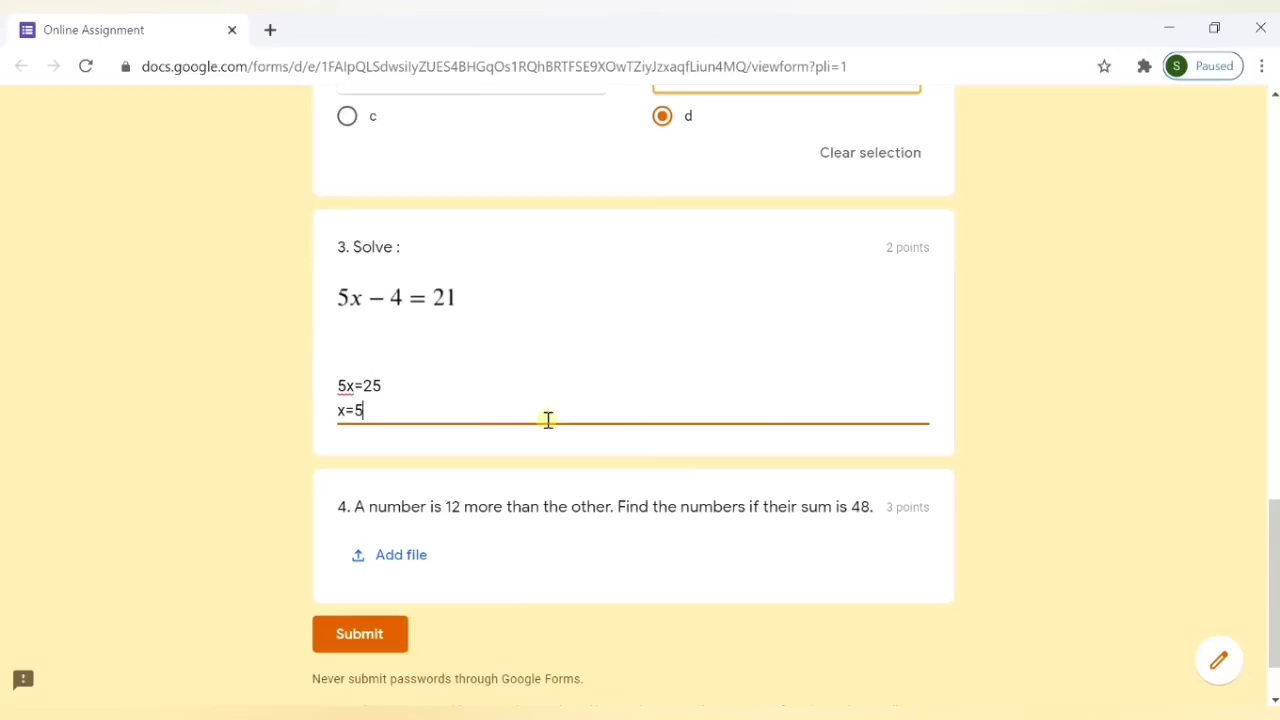 Online Assignment
docs.google.com/forms/d/e/1FAIpQLSdwsiIyZUES4BHGqOs1RQhBRTFSE9XOwTZiyJzxaqfLiun4MQ/viewform?pli=1
S Paused
c
d
Clear selection
3. Solve :
2 points
5x − 4 = 21
5x=25
x=5
4. A number is 12 more than the other. Find the numbers if their sum is 48.
3 points
Add file
Submit
Never submit passwords through Google Forms.